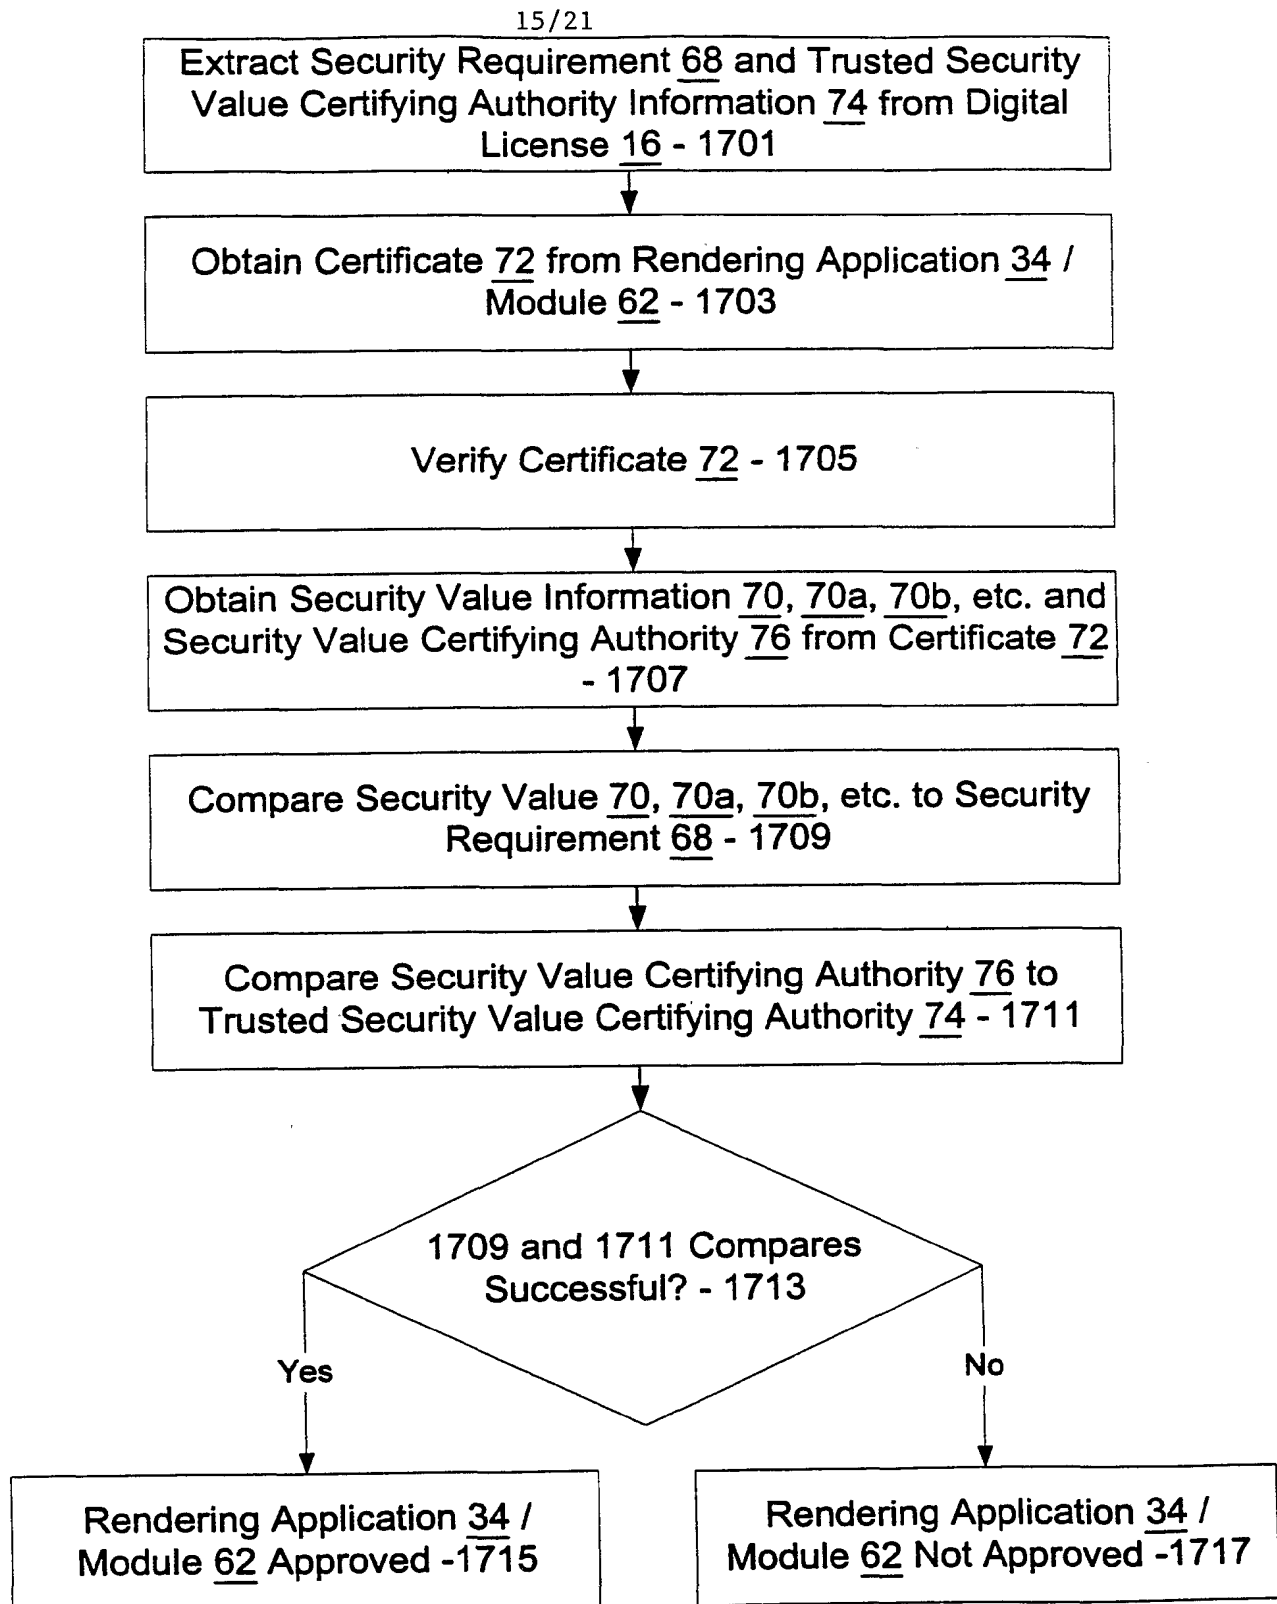 15/21
Extract Security Requirement 68 and Trusted Security
Value Certifying Authority Information 74 from Digital
License 16 - 1701
Obtain Certificate 72 from Rendering Application 34 /
Module 62 - 1703
Verify Certificate 72 - 1705
Obtain Security Value Information 70, 70a, 70b, etc. and
Security Value Certifying Authority 76 from Certificate 72
- 1707
Compare Security Value 70, 70a, 70b, etc. to Security
Requirement 68 - 1709
Compare Security Value Certifying Authority 76 to
Trusted Security Value Certifying Authority 74 - 1711
1709 and 1711 Compares
Successful? - 1713
Yes
No
Rendering Application 34 /
Module 62 Approved -1715
Rendering Application 34 /
Module 62 Not Approved -1717